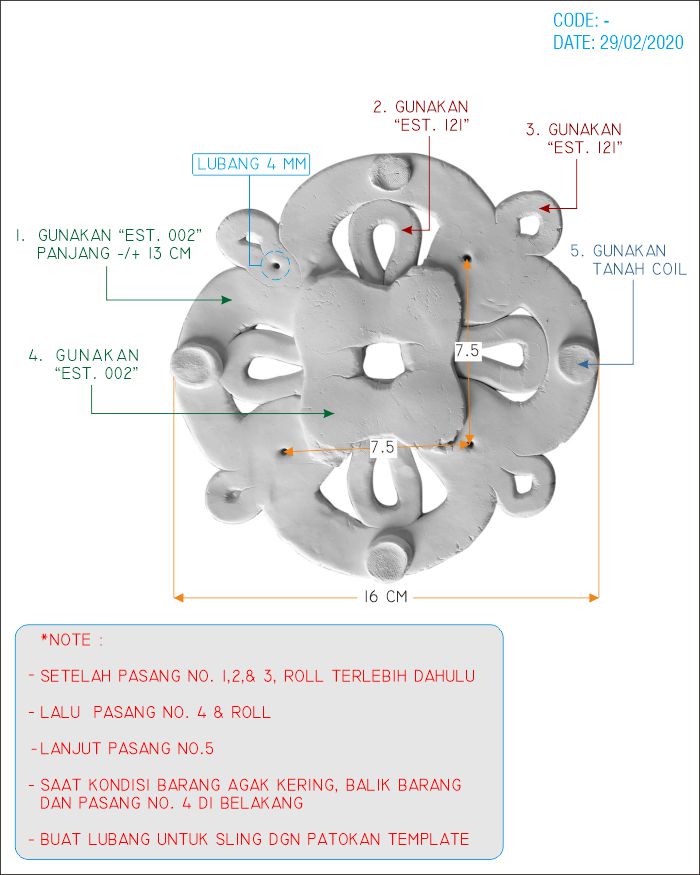 CODE: -
DATE: 29/02/2020
2. GUNAKAN
“EST. 121”
3. GUNAKAN
“EST. 121”
LUBANG 4 MM
1. GUNAKAN “EST. 002”
PANJANG -/+ 13 CM
5. GUNAKAN
TANAH COIL
4. GUNAKAN
“EST. 002”
7.5
7.5
16 CM
*NOTE :
- SETELAH PASANG NO. 1,2,& 3, ROLL TERLEBIH DAHULU
- LALU PASANG NO. 4 & ROLL
- LANJUT PASANG NO.5
- SAAT KONDISI BARANG AGAK KERING, BALIK BARANG
DAN PASANG NO. 4 DI BELAKANG
- BUAT LUBANG UNTUK SLING DGN PATOKAN TEMPLATE